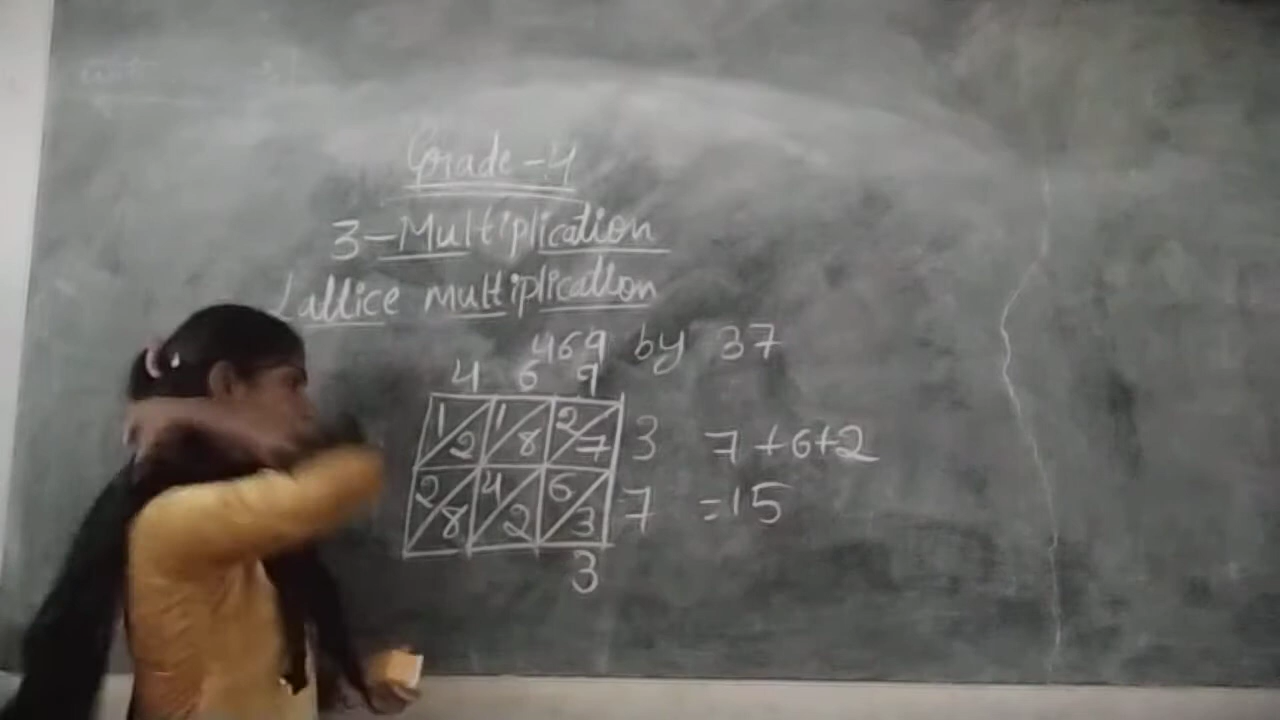 Grade-4
3-Multiplication
Lattice multiplication
469 by 37
4 6 9
1 2 1 8 2 7 3 7+6+2
2 8 4 2 6 3 7 =15
3